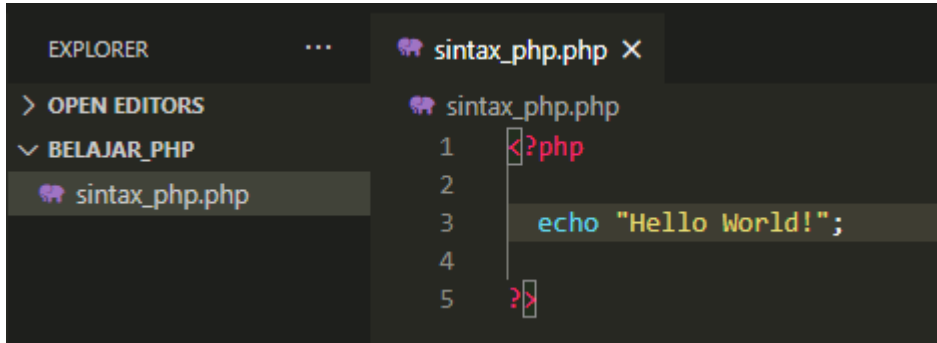 EXPLORER ...
OPEN EDITORS
BELAJAR_PHP
sintax_php.php
sintax_php.php
sintax_php.php
1 <?php
2
3 echo "Hello World!";
4
5 ?>